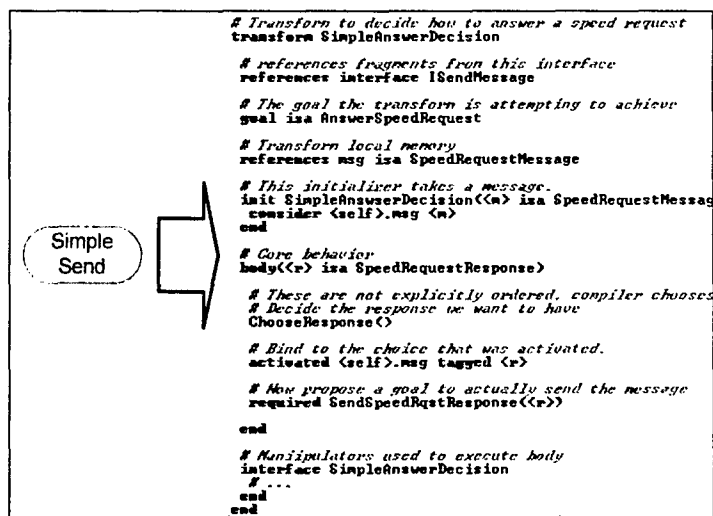 # Transform to decide how to answer a speed request
transform SimpleAnswerDecision
# references fragments from this interface
references interface ISendMessage
# The goal the transform is attempting to achieve
goal isa AnswerSpeedRequest
# Transform local memory
references msg isa SpeedRequestMessage
# This initializer takes a message.
init SimpleAnswserDecision(<m> isa SpeedRequestMessag
consider <self>.msg <m>
end
Simple
Send
# Core behavior
body(<r> isa SpeedRequestResponse)
# These are not explicitly ordered, compiler chooses
# Decide the response we want to have
ChooseResponse()
# Bind to the choice that was activated.
activated <self>.msg tagged <r>
# Now propose a goal to actually send the message
required SendSpeedRqstResponse(<r>)
end
# Maniipulators used to execute body
interface SimpleAnswerDecision
# ...
end
end